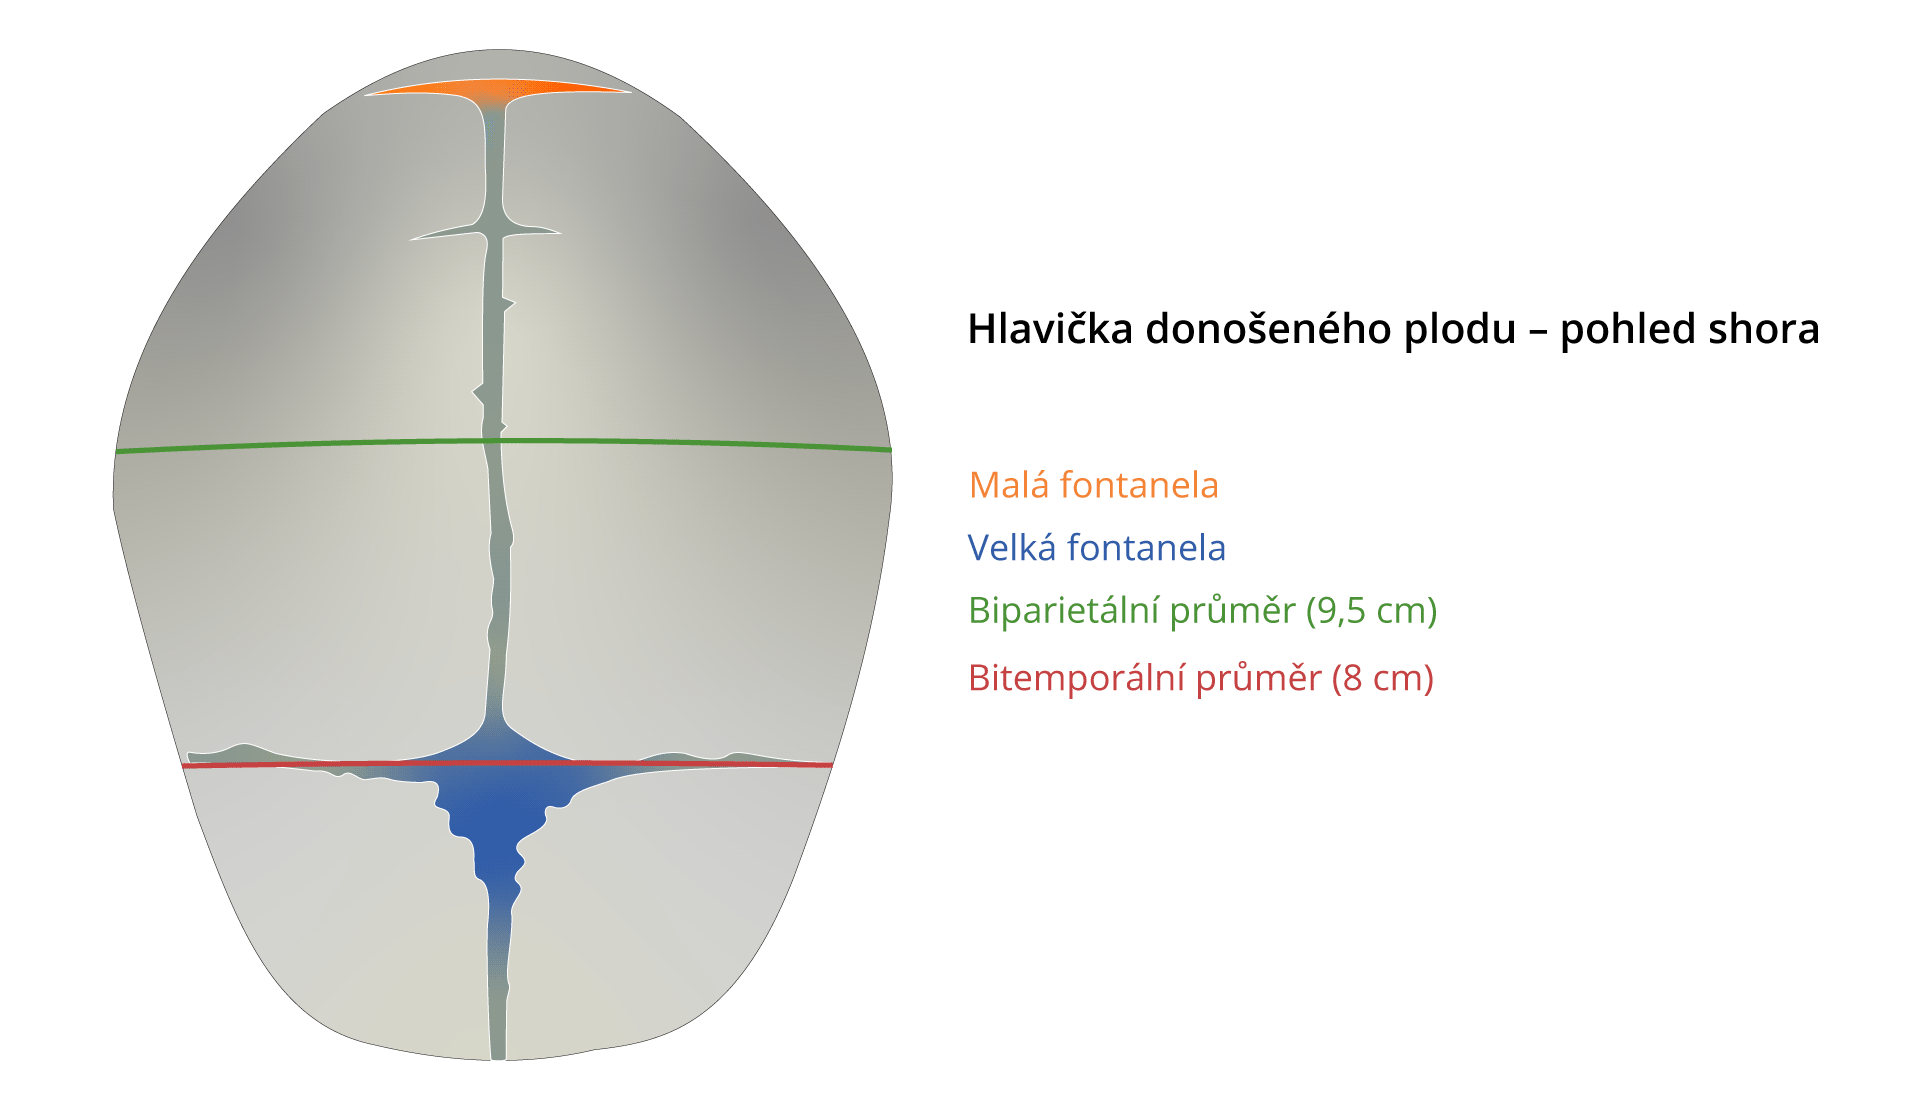 Hlavička donošeného plodu – pohled shora
Malá fontanela
Velká fontanela
Biparietální průměr (9,5 cm)
Bitemporální průměr (8 cm)